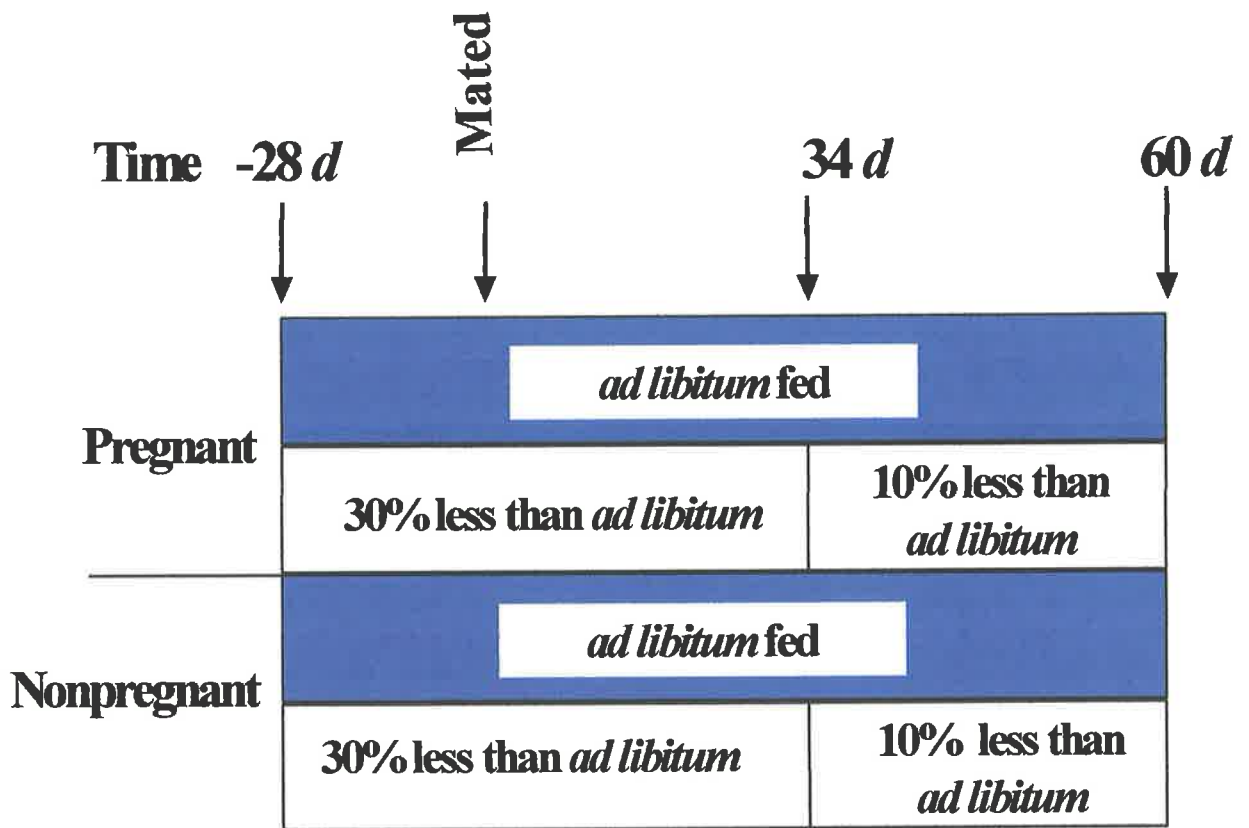 Mated
Time -28 d 34 d 60 d
ad libitum fed
Pregnant
30% less than ad libitum
10% less than
ad libitum
ad libitum fed
Nonpregnant
30% less than ad libitum
10% less than
ad libitum